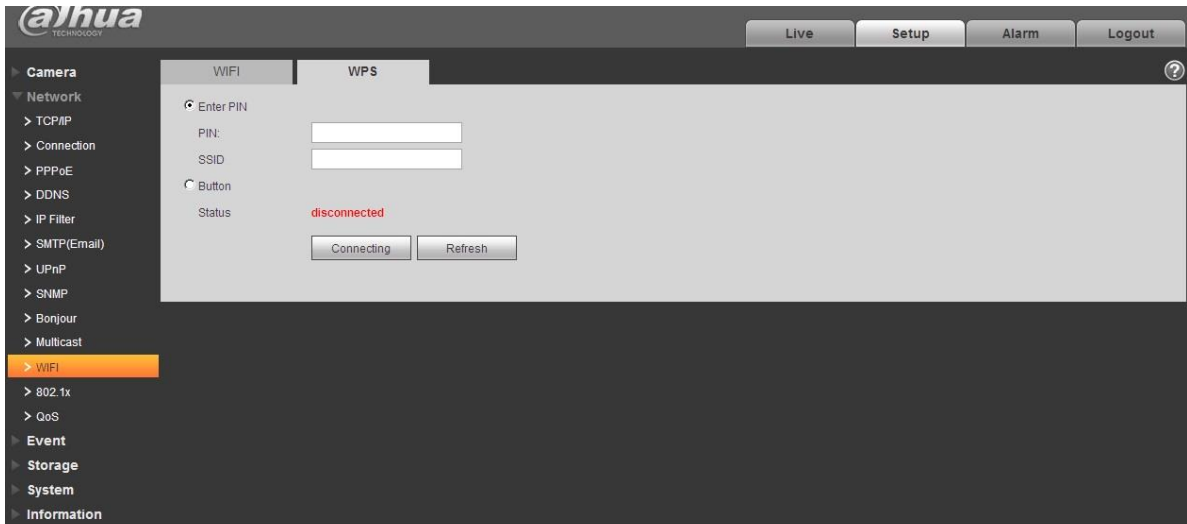 alhua
TECHNOLOGY
Live
Setup
Alarm
Logout
Camera
Network
> TCP/IP
> Connection
> PPPoE
> DDNS
> IP Filter
> SMTP(Email)
> UPnP
> SNMP
> Bonjour
> Multicast
> WIFI
> 802.1x
> QoS
Event
Storage
System
Information
WIFI
WPS
?
Enter PIN
PIN:
SSID
Button
Status disconnected
Connecting
Refresh